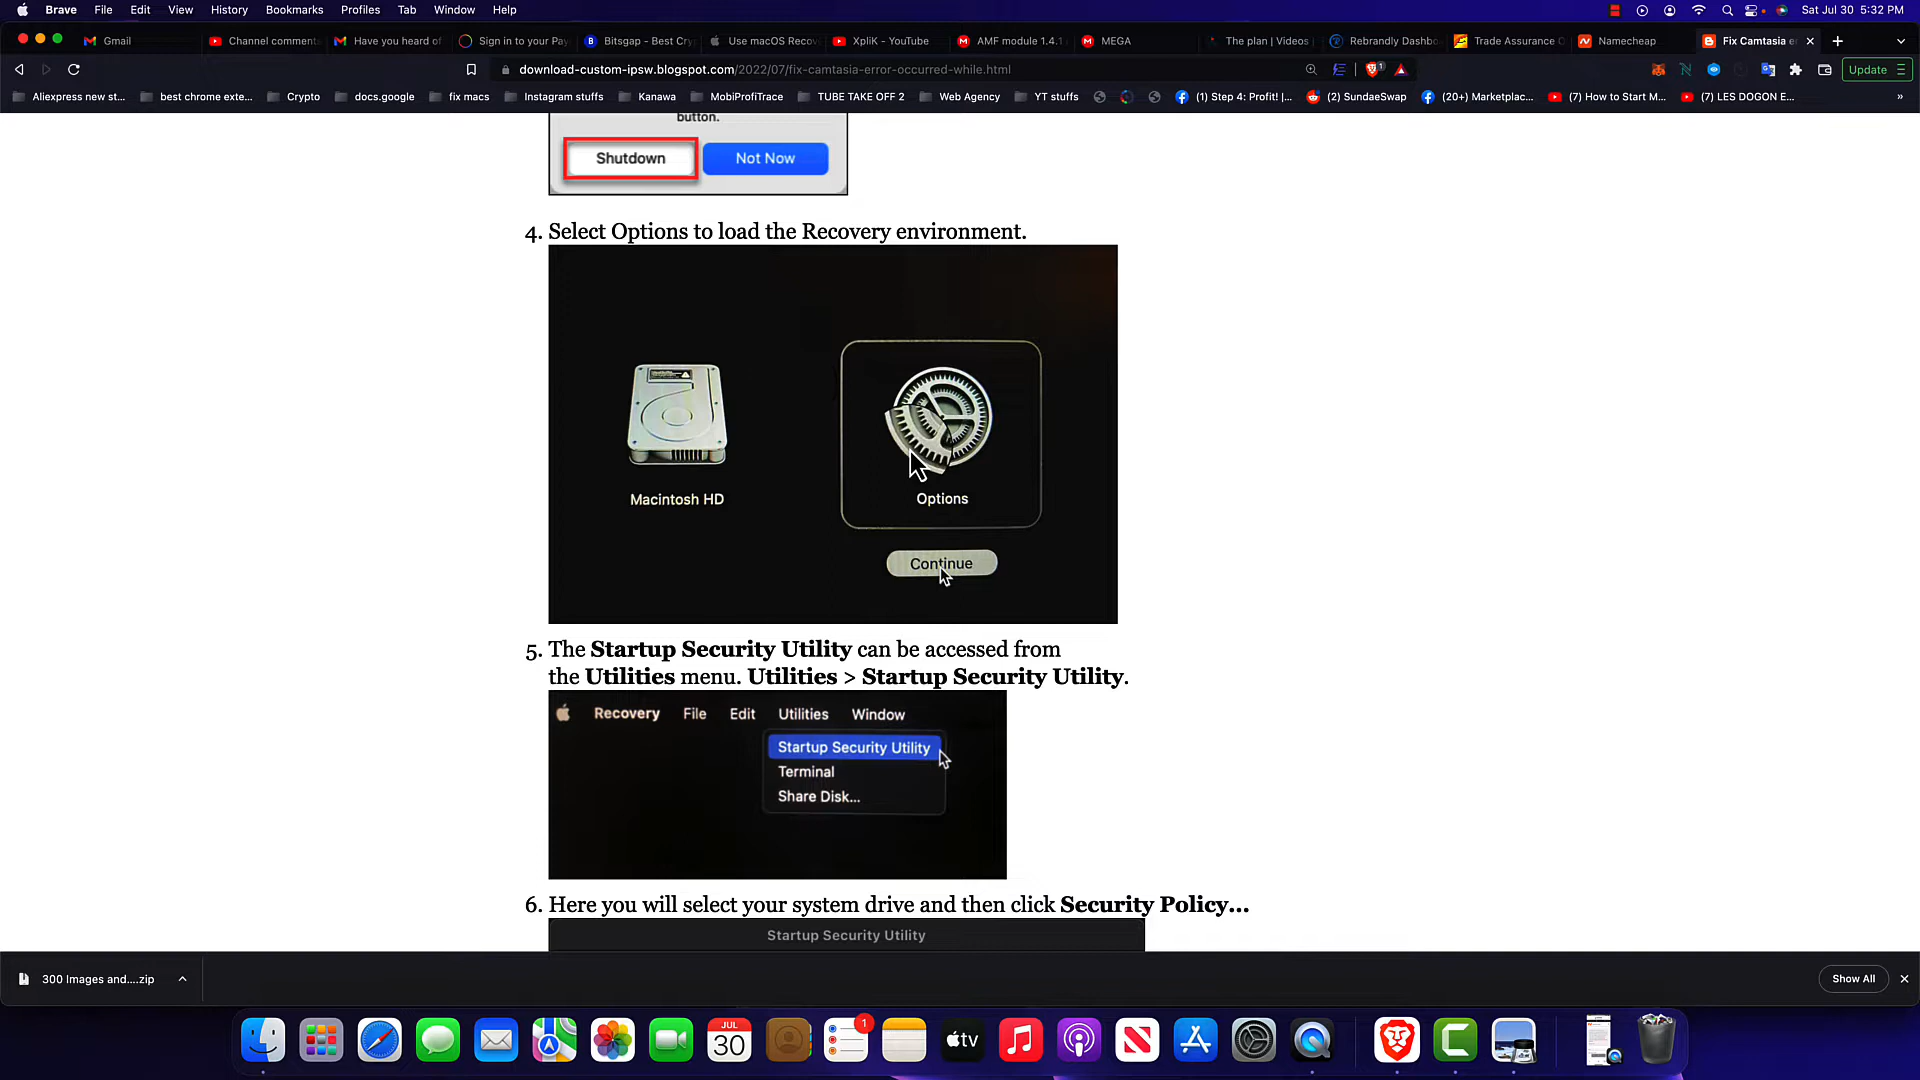 Brave File Edit View History Bookmarks Profiles Tab Window Help Sat Jul 30 5:32 PM
Gmail Channel comment Have you heard of Sign in to your Pay Bitsgap - Best Cry Use macOS Recov XpliK - YouTube AMF module 1.4.1 MEGA The plan | Videos Rebrandly Dashbo Trade Assurance O Namecheap Fix Camtasia er
download-custom-ipsw.blogspot.com/2022/07/fix-camtasia-error-occurred-while.html 1 Update
Aliexpress new st... best chrome exte... Crypto docs.google fix macs Instagram stuffs Kanawa MobiProfiTrace TUBE TAKE OFF 2 Web Agency YT stuffs (1) Step 4: Profit! |... (2) SundaeSwap (20+) Marketplac... (7) How to Start M... (7) LES DOGON E... »
button.
Shutdown Not Now
4. Select Options to load the Recovery environment.
Macintosh HD Options
Continue
5. The Startup Security Utility can be accessed from
the Utilities menu. Utilities > Startup Security Utility.
Recovery File Edit Utilities Window
Startup Security Utility
Terminal
Share Disk...
6. Here you will select your system drive and then click Security Policy...
Startup Security Utility
300 Images and....zip Show All
JUL
30
1
tv